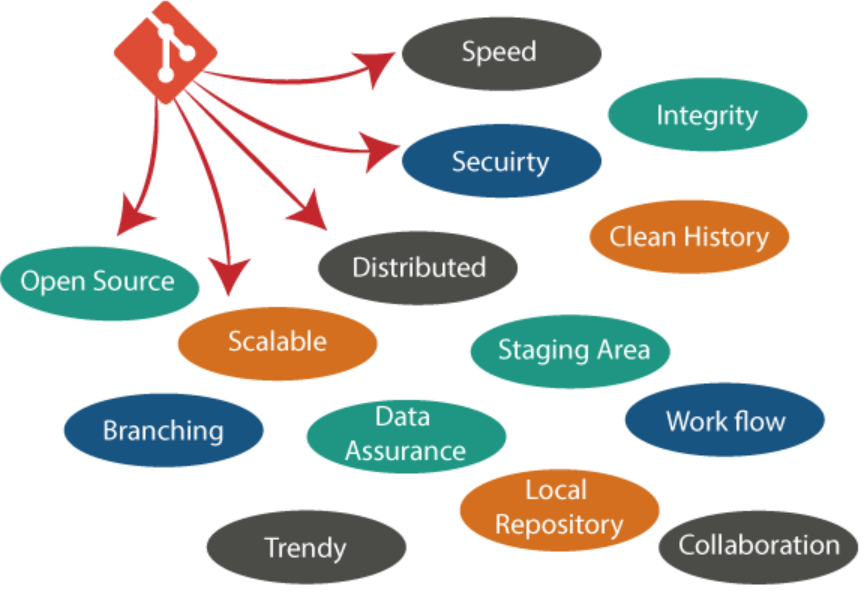 Speed
Integrity
Secuirty
Clean History
Distributed
Open Source
Scalable
Staging Area
Branching
Data
Assurance
Work flow
Local
Repository
Trendy
Collaboration